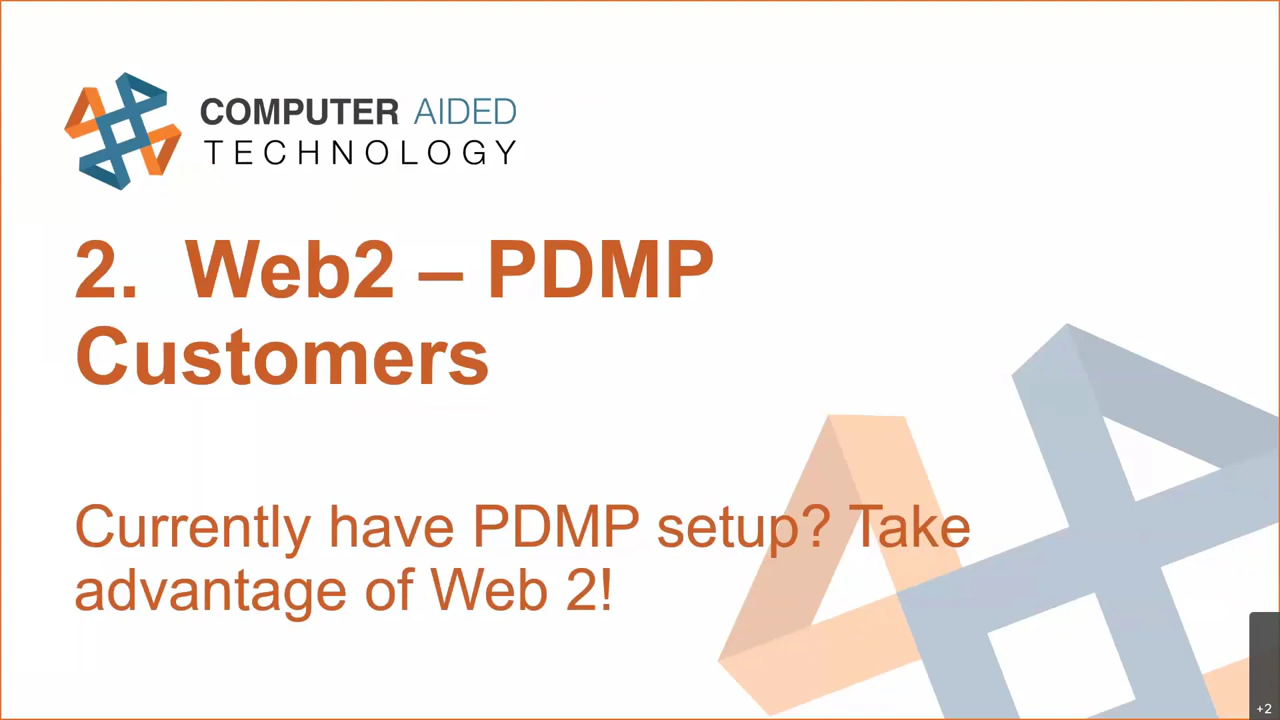 COMPUTER AIDED
TECHNOLOGY
2. Web2 – PDMP
Customers
Currently have PDMP setup? Take
advantage of Web 2!
+2